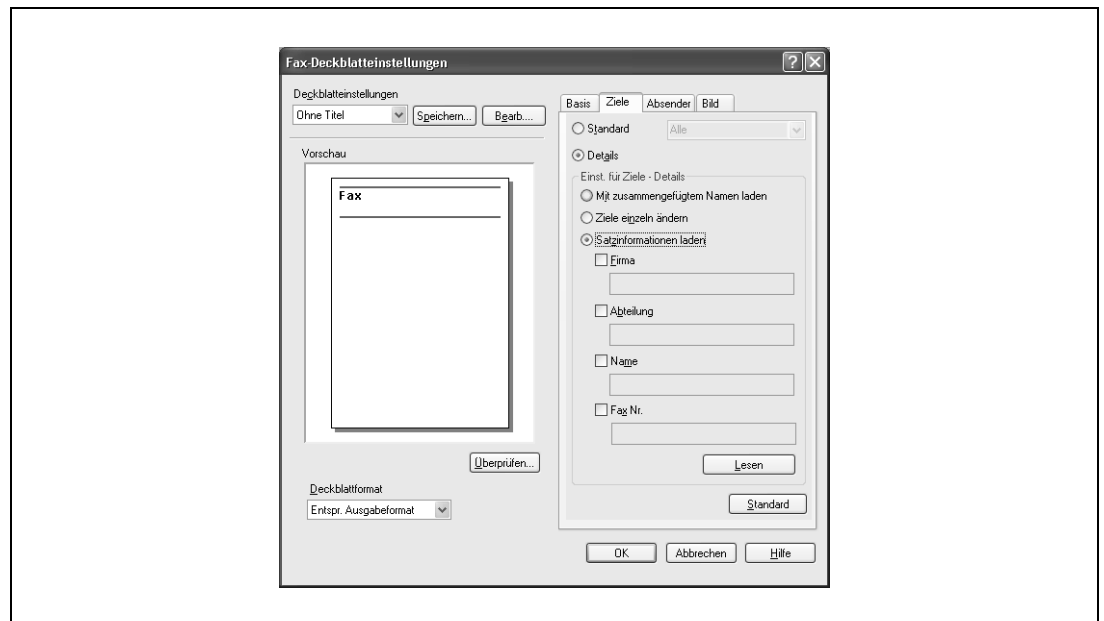 Fax-Deckblatteinstellungen
Deckblatteinstellungen
Ohne Titel
Speichern...
Bearb....
Vorschau
Fax
Überprüfen...
Deckblattformat
Entspr. Ausgabeformat
Basis Ziele Absender Bild
Standard Alle
Details
Einst. für Ziele - Details
Mit zusammengefügtem Namen laden
Ziele einzeln ändern
Satzinformationen laden
Firma
Abteilung
Name
Fax Nr.
Lesen
Standard
OK Abbrechen Hilfe